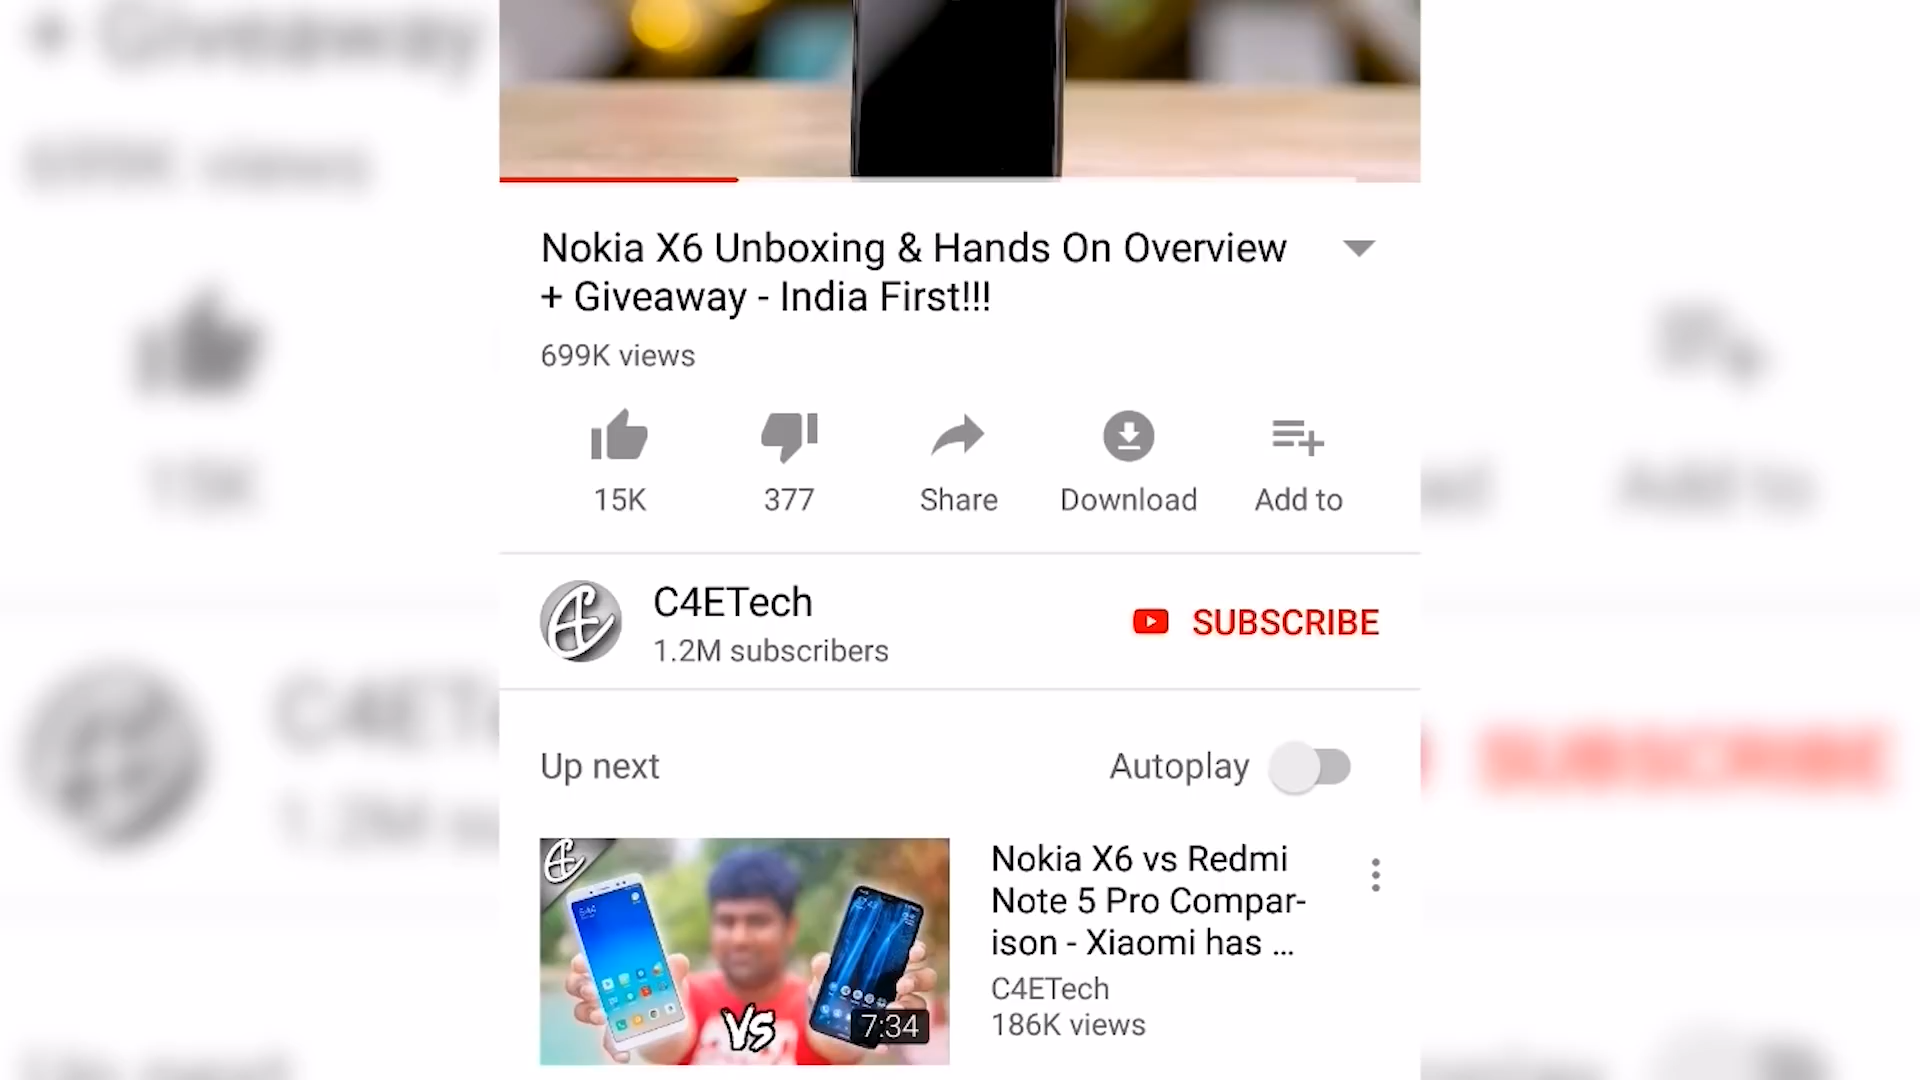 Nokia X6 Unboxing & Hands On Overview
+ Giveaway - India First!!!
699K views
15K
377
Share
Download
Add to
C4ETech
1.2M subscribers
SUBSCRIBE
Up next
Autoplay
VS
7:34
Nokia X6 vs Redmi
Note 5 Pro Compar-
ison - Xiaomi has ...
C4ETech
186K views